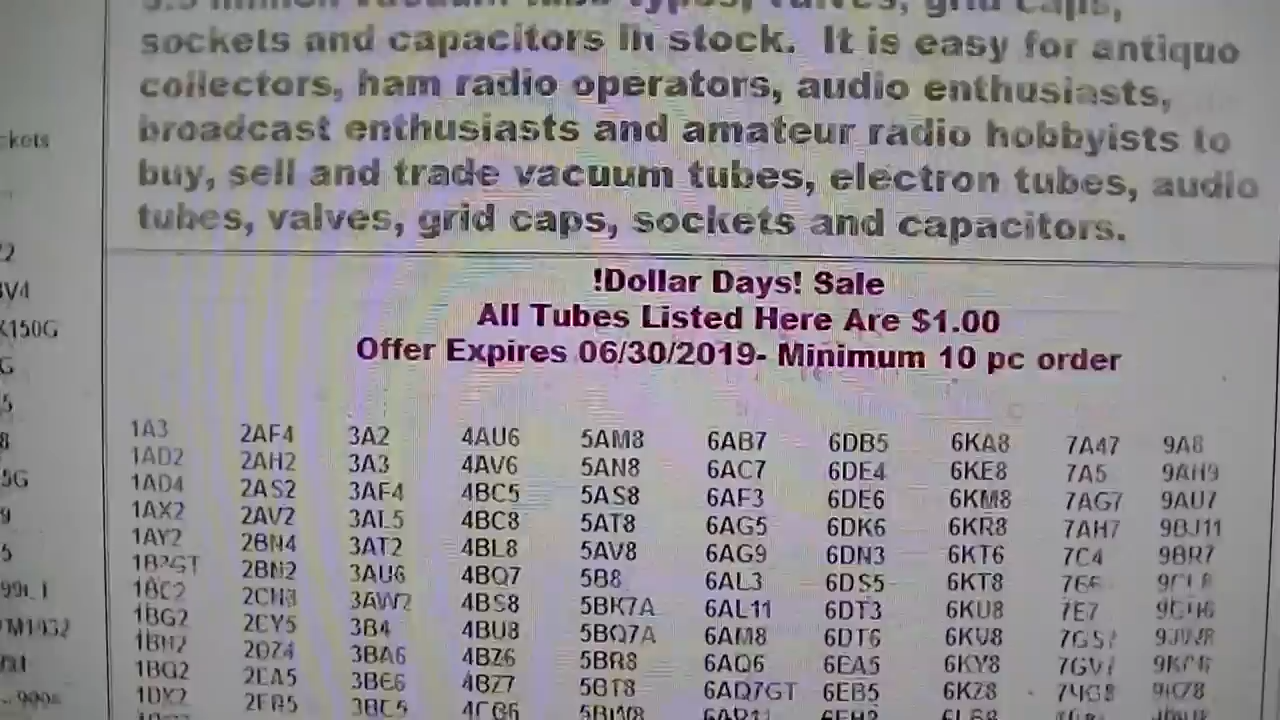 sockets and capacitors in stock. It is easy for antiquo
collectors, ham radio operators, audio enthusiasts,
broadcast enthusiasts and amateur radio hobbyists to
buy, sell and trade vacuum tubes, electron tubes, audio
tubes, valves, grid caps, sockets and capacitors.
!Dollar Days! Sale
All Tubes Listed Here Are $1.00
Offer Expires 06/30/2019- Minimum 10 pc order
1A3 2AF4 3A2 4AU6 5AM8 6AB7 6DB5 6KA8 7A47 9A8
1AD2 2AH2 3A3 4AV6 5AN8 6AC7 6DE4 6KE8 7A5 9AH9
1AD4 2AS2 3AF4 4BC5 5AS8 6AF3 6DE6 6KM8 7AG7 9AU7
1AX2 2AV2 3AL5 4BC8 5AT8 6AG5 6DK6 6KR8 7AH7 9BJ11
1AY2 2BN4 3AT2 4BL8 5AV8 6AG9 6DN3 6KT6 7C4 9BR7
2BN2 3AU6 4BQ7 5B8 6AL3 6DS5 6KT8
1BC2 2CN3 3AW2 4BS8 5BK7A 6AL11 6DT3 6KU8 7E7
1BG2 2CY5 3B4 4BU8 5BQ7A 6AM8 6DT6 6KV8
1BH2 2DZ4 3BA6 4BZ6 5BR8 6AQ6 6EA5 6KY8
1BQ2 2EA5 3BE6 4BZ7 5BT8 6AQ7GT 6EB5 6KZ8
1DX2 2FR5
ckets